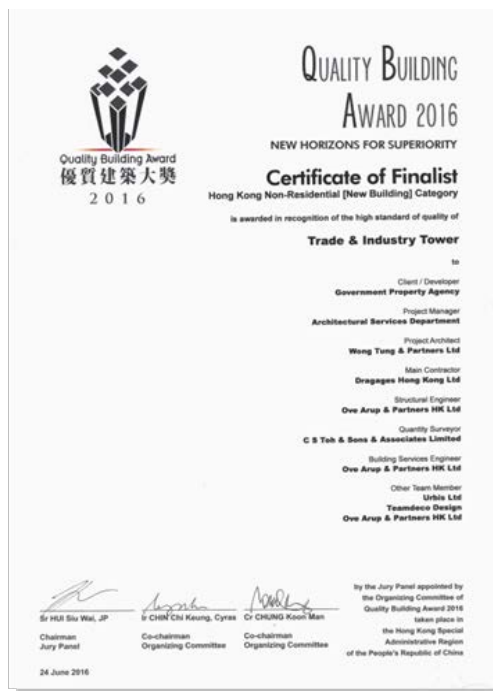 QUALITY BUILDING
AWARD 2016
NEW HORIZONS FOR SUPERIORITY
Quality Building Award
優質建築大獎
2016
Certificate of Finalist
Hong Kong Non-Residential [New Building] Category
is awarded in recognition of the high standard of quality of
Trade & Industry Tower
to
Client / Developer
Government Property Agency
Project Manager
Architectural Services Department
Project Architect
Wong Tung & Partners Ltd
Main Contractor
Dragages Hong Kong Ltd
Structural Engineer
Ove Arup & Partners HK Ltd
Quantity Surveyor
C S Toh & Sons & Associates Limited
Building Services Engineer
Ove Arup & Partners HK Ltd
Other Team Member
Urbis Ltd
Teamdeco Design
Ove Arup & Partners HK Ltd
Sr HUI Siu Wai, JP
Chairman
Jury Panel
Ir CHIN Chi Keung, Cyras
Co-chairman
Organizing Committee
Cr CHUNG Koon Man
Co-chairman
Organizing Committee
by the Jury Panel appointed by
the Organizing Committee of
Quality Building Award 2016
taken place in
the Hong Kong Special
Administrative Region
of the People's Republic of China
24 June 2016